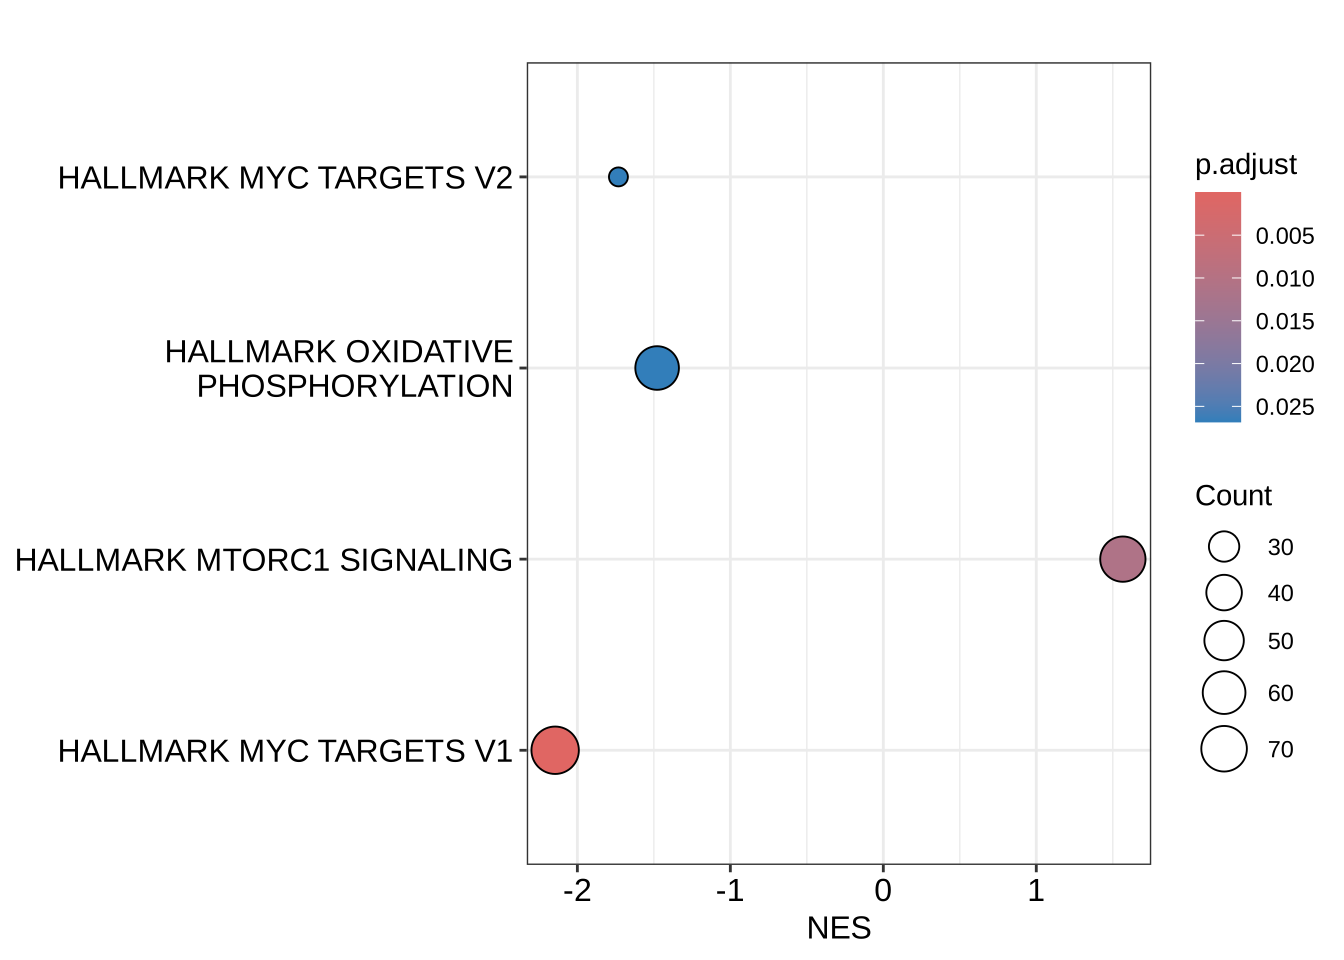 HALLMARK MYC TARGETS V2
HALLMARK OXIDATIVE
PHOSPHORYLATION
HALLMARK MTORC1 SIGNALING
HALLMARK MYC TARGETS V1
-2
-1
0
1
NES
p.adjust
0.005
0.010
0.015
0.020
0.025
Count
30
40
50
60
70